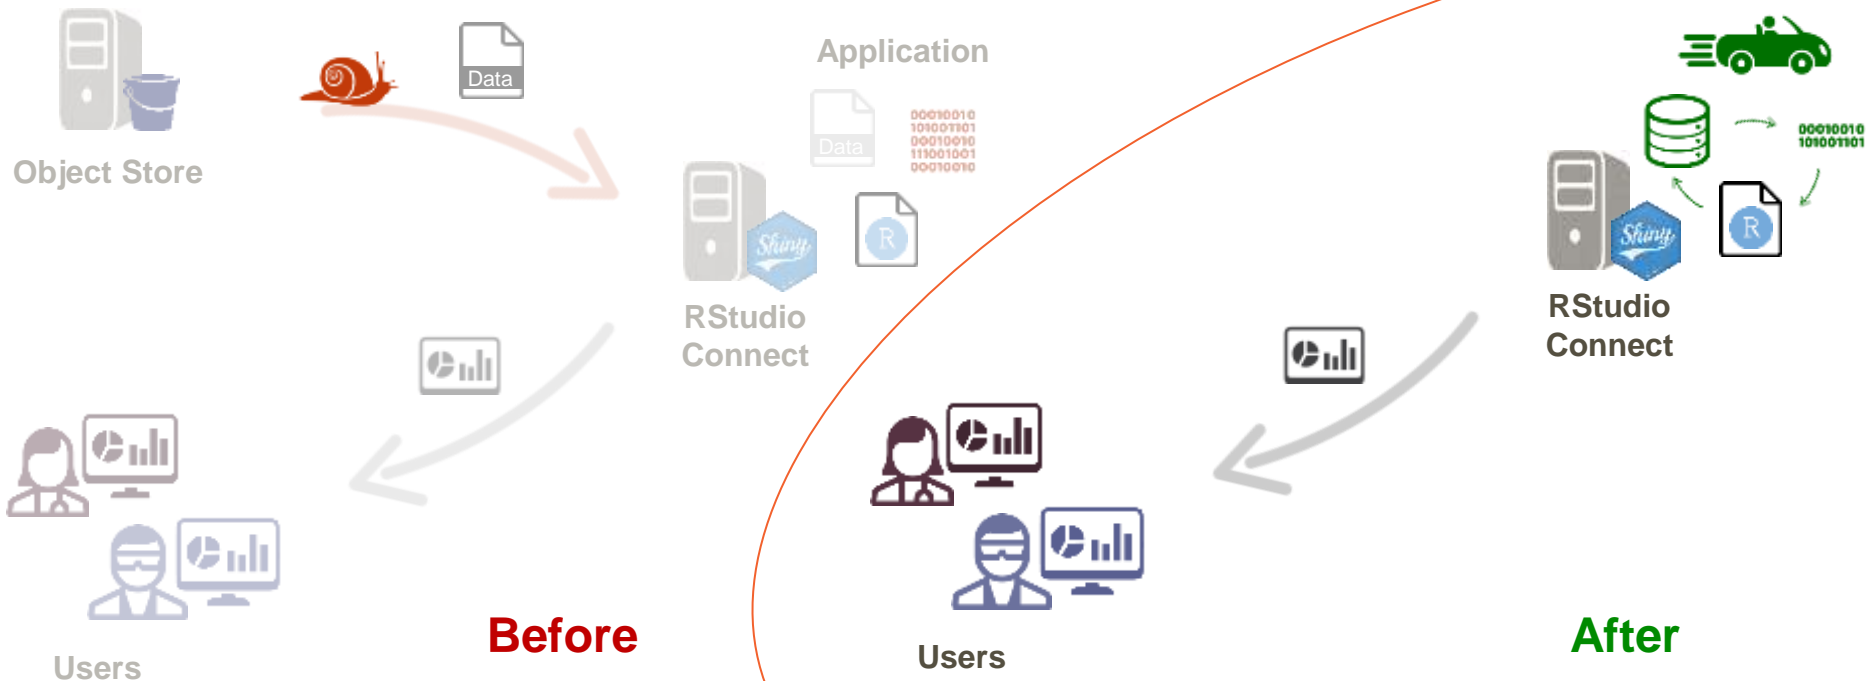 Object Store
Data
Application
Data
00010010
101001101
00010010
111001001
00010010
Shiny
R
RStudio
Connect
Users
Before
00010010
101001101
Shiny
R
RStudio
Connect
Users
After